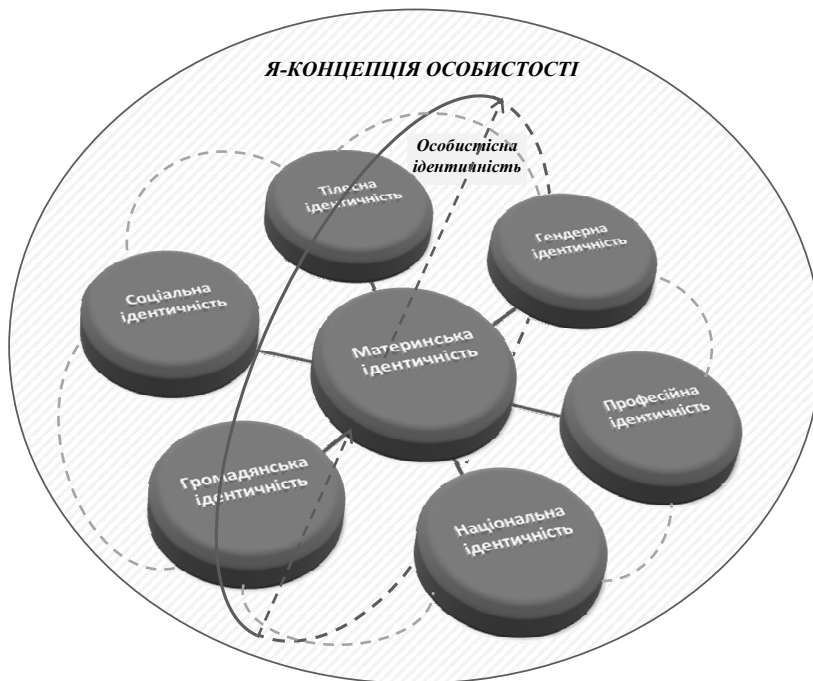 Я-КОНЦЕПЦІЯ ОСОБИСТОСТІ
Особистісна
ідентичність
Тілесна
ідентичність
Гендерна
ідентичність
Соціальна
ідентичність
Материнська
ідентичність
Професійна
ідентичність
Громадянська
ідентичність
Національна
ідентичність